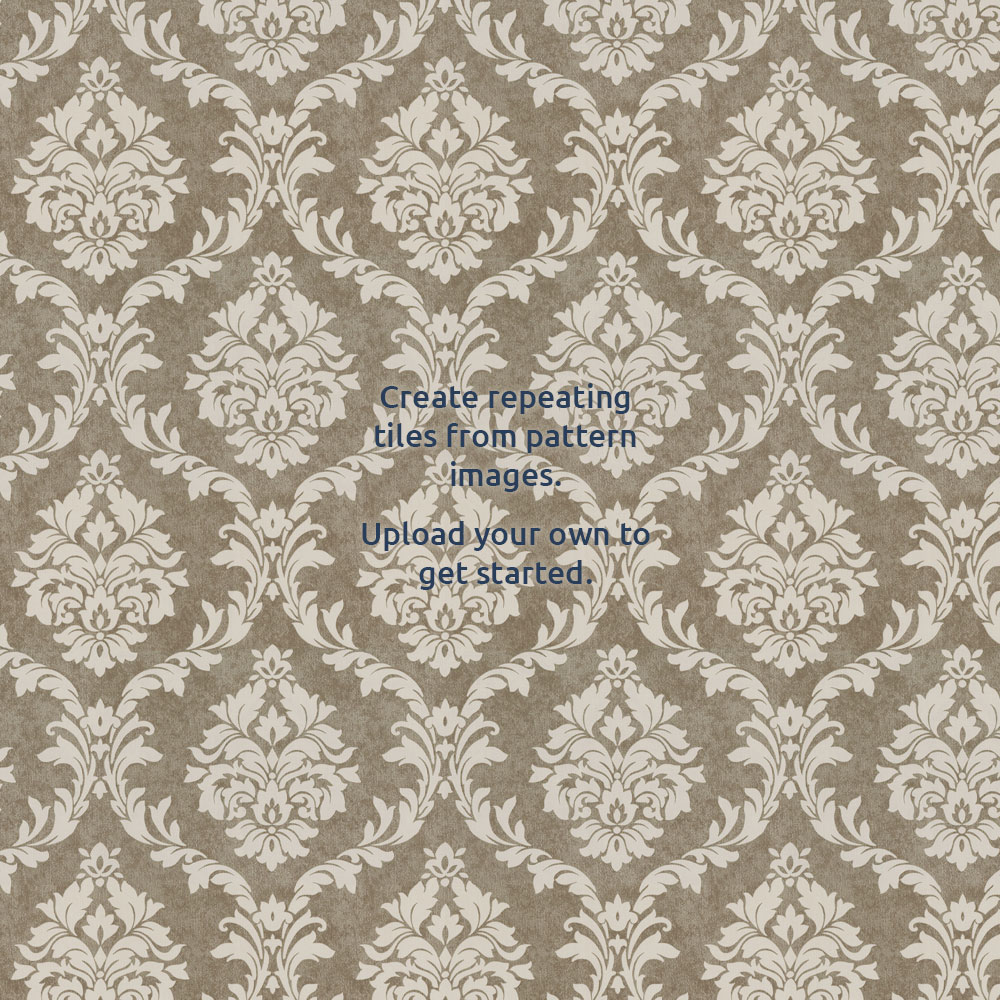 Create repeating
tiles from pattern
images.
Upload your own to
get started.